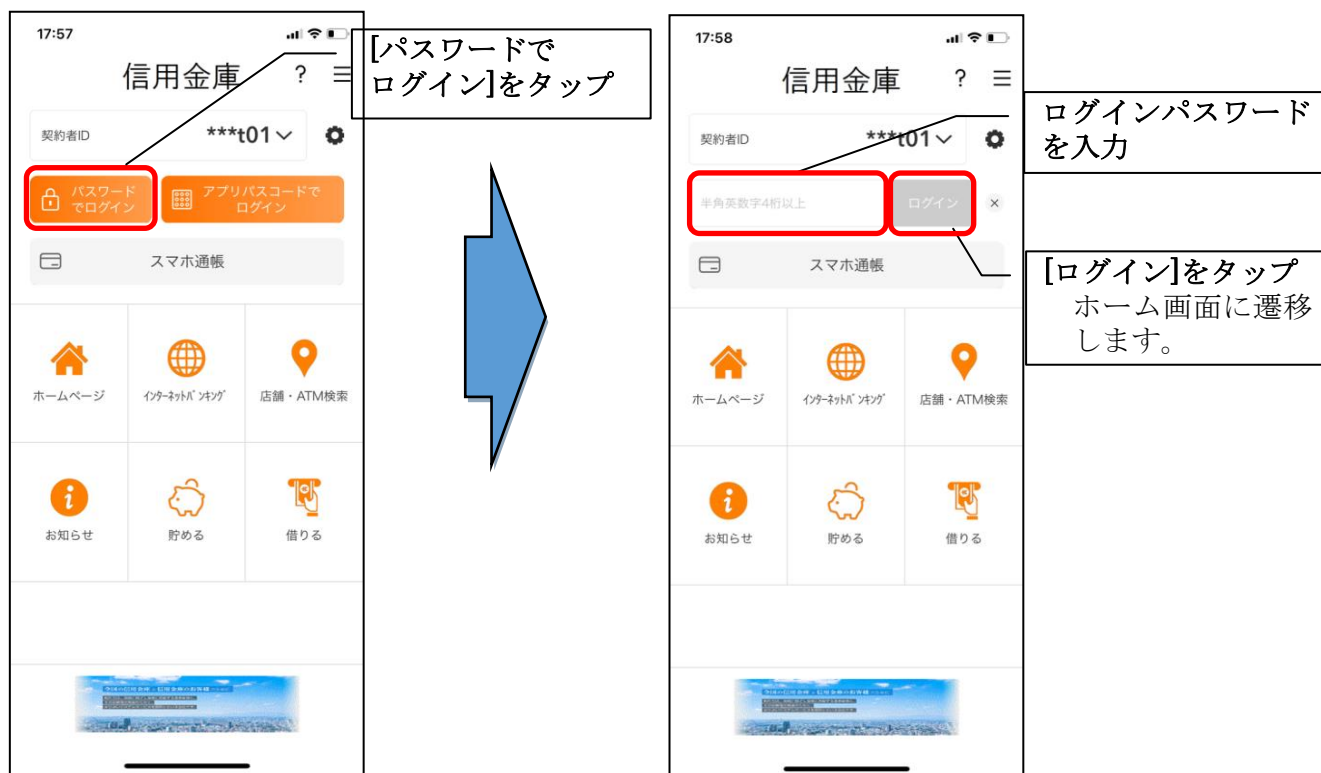 17:57
信用金庫 ?
契約者ID ***t01
パスワード
でログイン
アプリパスコードで
ログイン
スマホ通帳
ホームページ
インターネットバンキング
店舗・ATM検索
お知らせ
貯める
借りる
[パスワードで
ログイン]をタップ
17:58
信用金庫 ?
契約者ID ***t01
半角英数字4桁以上
ログイン ×
スマホ通帳
ホームページ
インターネットバンキング
店舗・ATM検索
お知らせ
貯める
借りる
ログインパスワード
を入力
[ログイン]をタップ
ホーム画面に遷移
します。